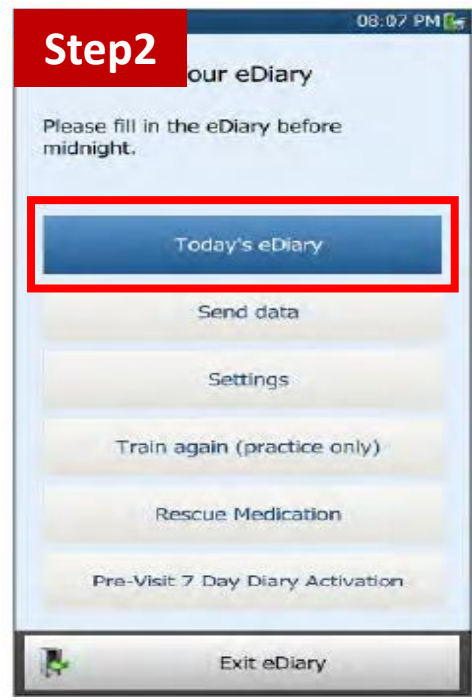 08:07 PM
Step2
our eDiary
Please fill in the eDiary before
midnight.
Today's eDiary
Send data
Settings
Train again (practice only)
Rescue Medication
Pre-Visit 7 Day Diary Activation
Exit eDiary